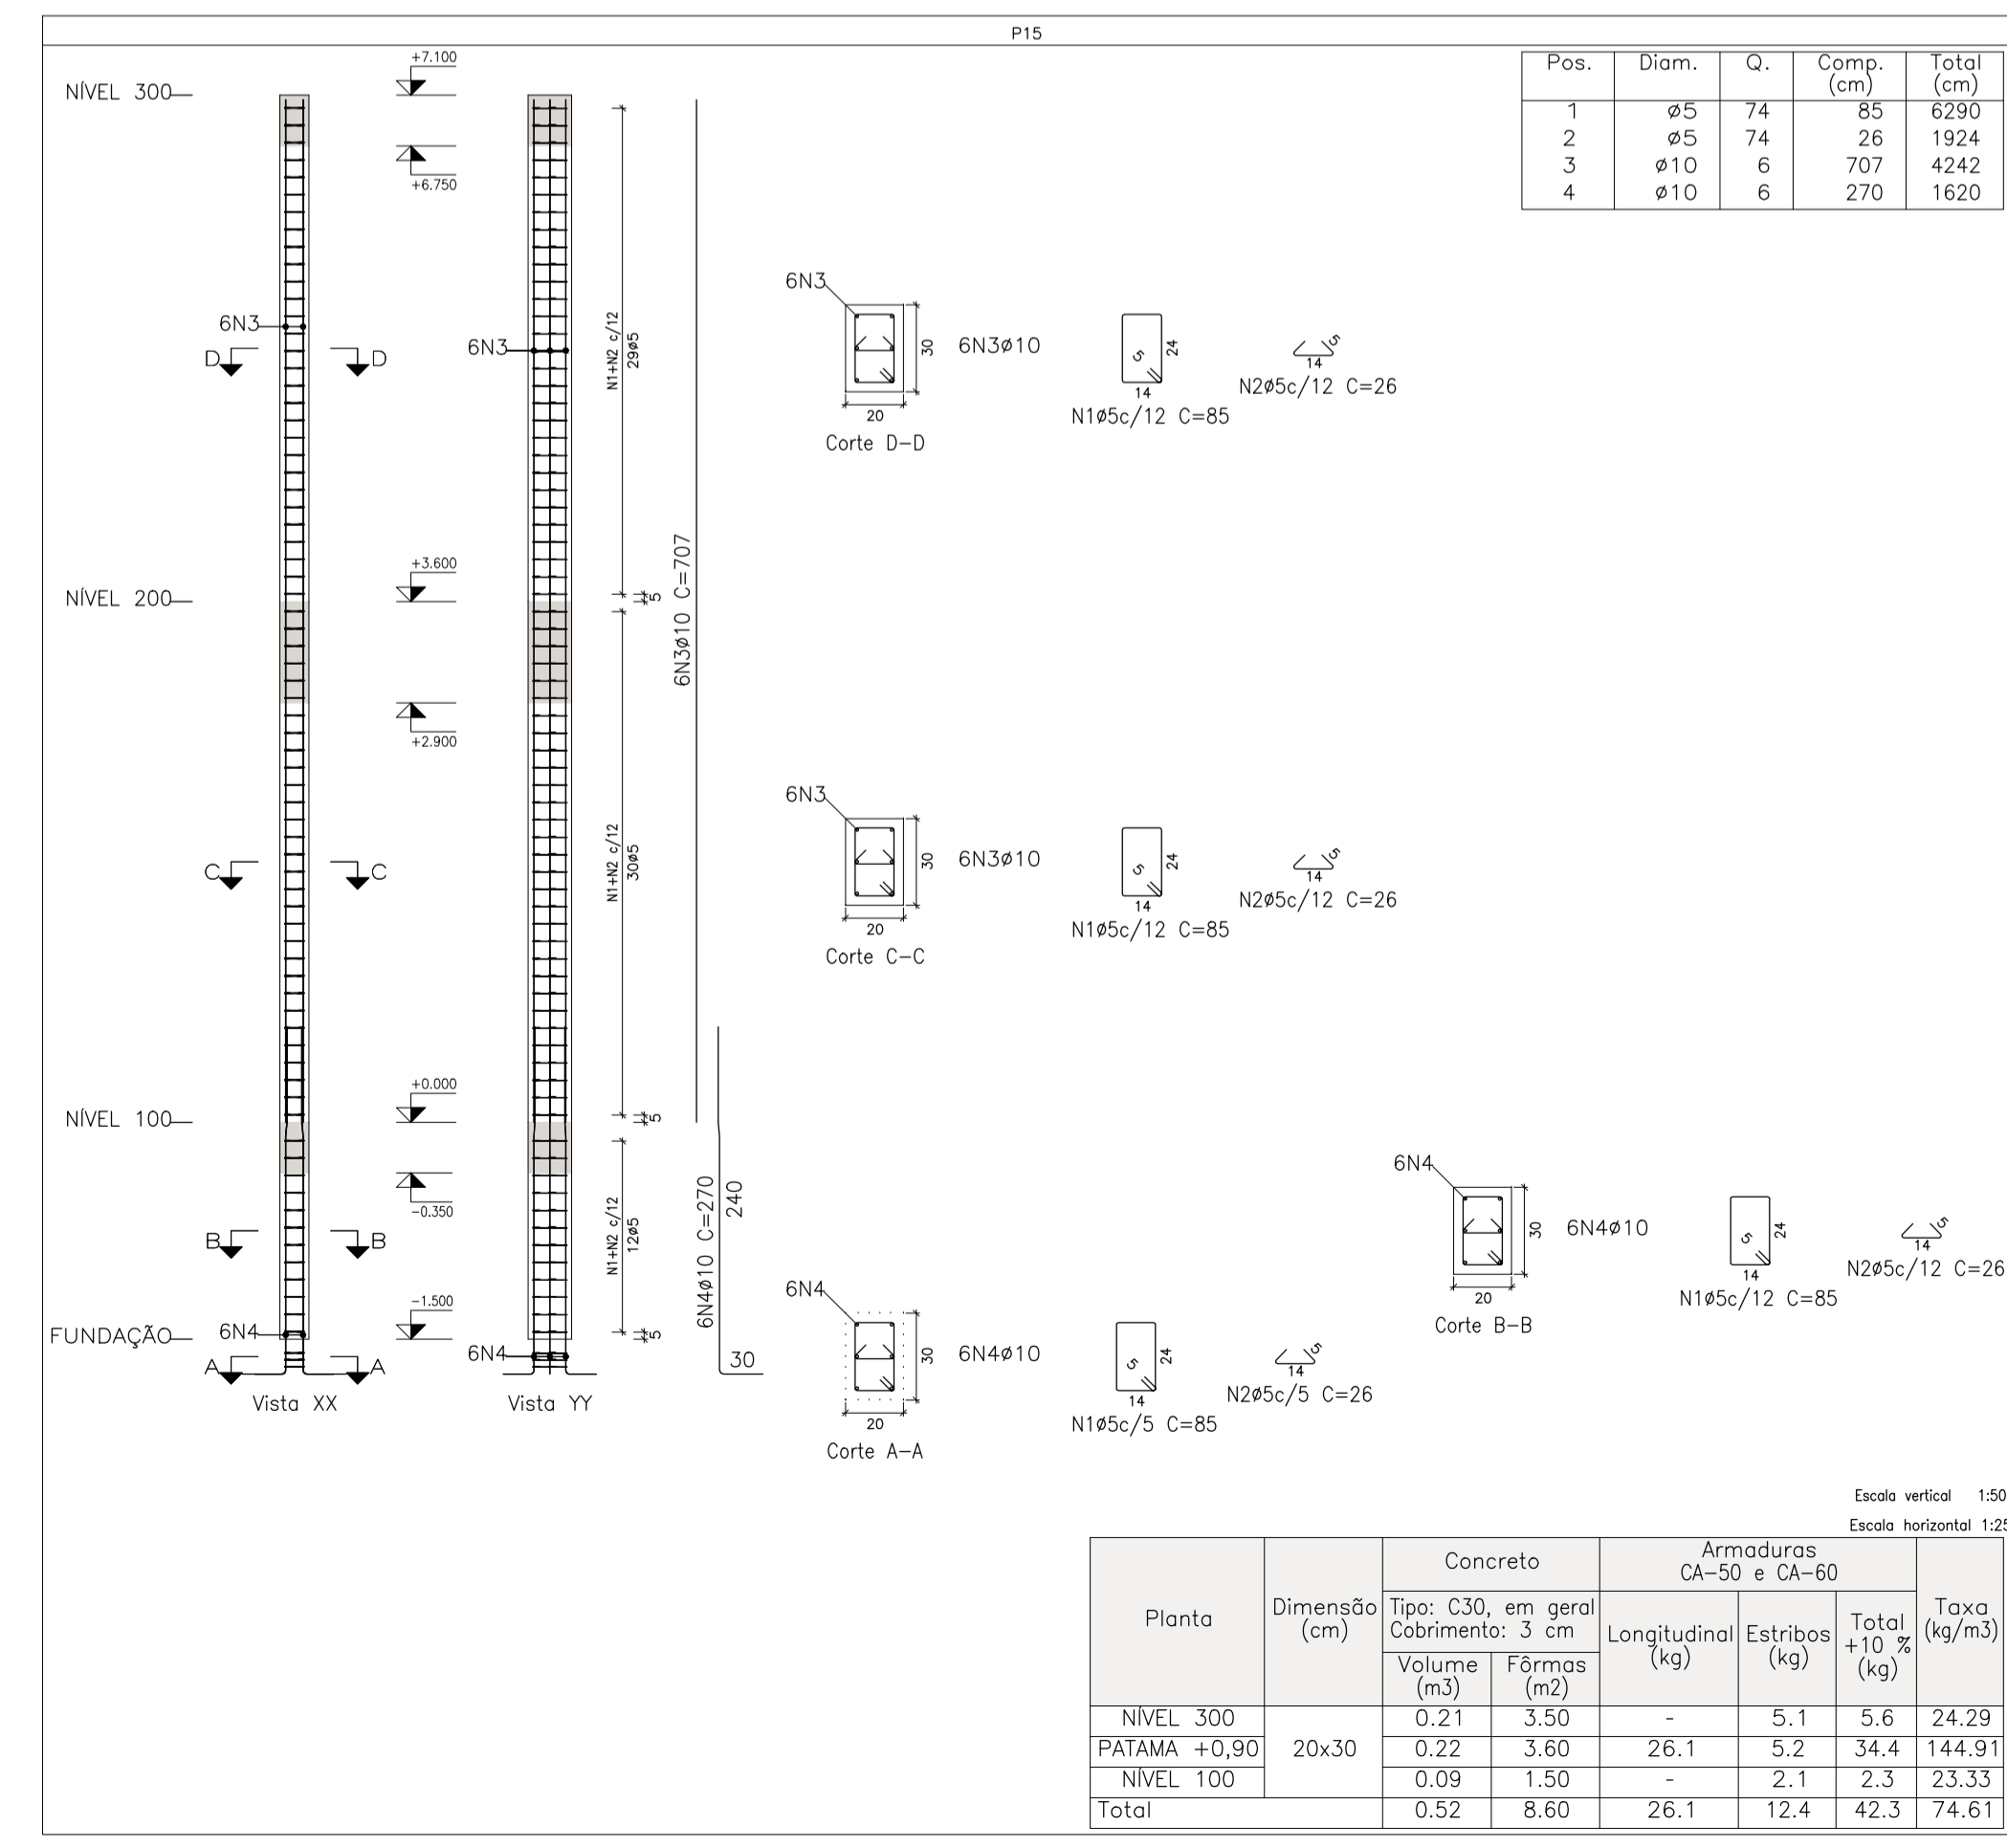 P15
Pos. Diam. Q. Comp. (cm) Total (cm)
1 ø5 74 85 6290
2 ø5 74 26 1924
3 ø10 6 707 4242
4 ø10 6 270 1620
NÍVEL 300
+7.100
+6.750
6N3
D D
6N3
N1+N2 c/12
29ø5
5
6N3ø10 C=707
6N3
30
20
6N3ø10
Corte D-D
5
24
14
N1ø5c/12 C=85
5
14
N2ø5c/12 C=26
NÍVEL 200
+3.600
+2.900
C C
N1+N2 c/12
30ø5
5
6N3
30
20
6N3ø10
Corte C-C
5
24
14
N1ø5c/12 C=85
5
14
N2ø5c/12 C=26
NÍVEL 100
+0.000
-0.350
B B
N1+N2 c/12
12ø5
5
6N4ø10 C=270
240
30
6N4
30
20
6N4ø10
Corte B-B
5
24
14
N1ø5c/12 C=85
5
14
N2ø5c/12 C=26
-1.500
FUNDAÇÃO
6N4
6N4
A A
Vista XX
Vista YY
6N4
30
20
6N4ø10
Corte A-A
5
24
14
N1ø5c/5 C=85
5
14
N2ø5c/5 C=26
Escala vertical 1:50
Escala horizontal 1:25
Planta
Dimensão
(cm)
Concreto
Tipo: C30, em geral
Cobrimento: 3 cm
Volume
(m3)
Fôrmas
(m2)
Armaduras
CA-50 e CA-60
Longitudinal
(kg)
Estribos
(kg)
Total
+10 %
(kg)
Taxa
(kg/m3)
NÍVEL 300 0.21 3.50 - 5.1 5.6 24.29
PATAMA +0,90 20x30 0.22 3.60 26.1 5.2 34.4 144.91
NÍVEL 100 0.09 1.50 - 2.1 2.3 23.33
Total 0.52 8.60 26.1 12.4 42.3 74.61